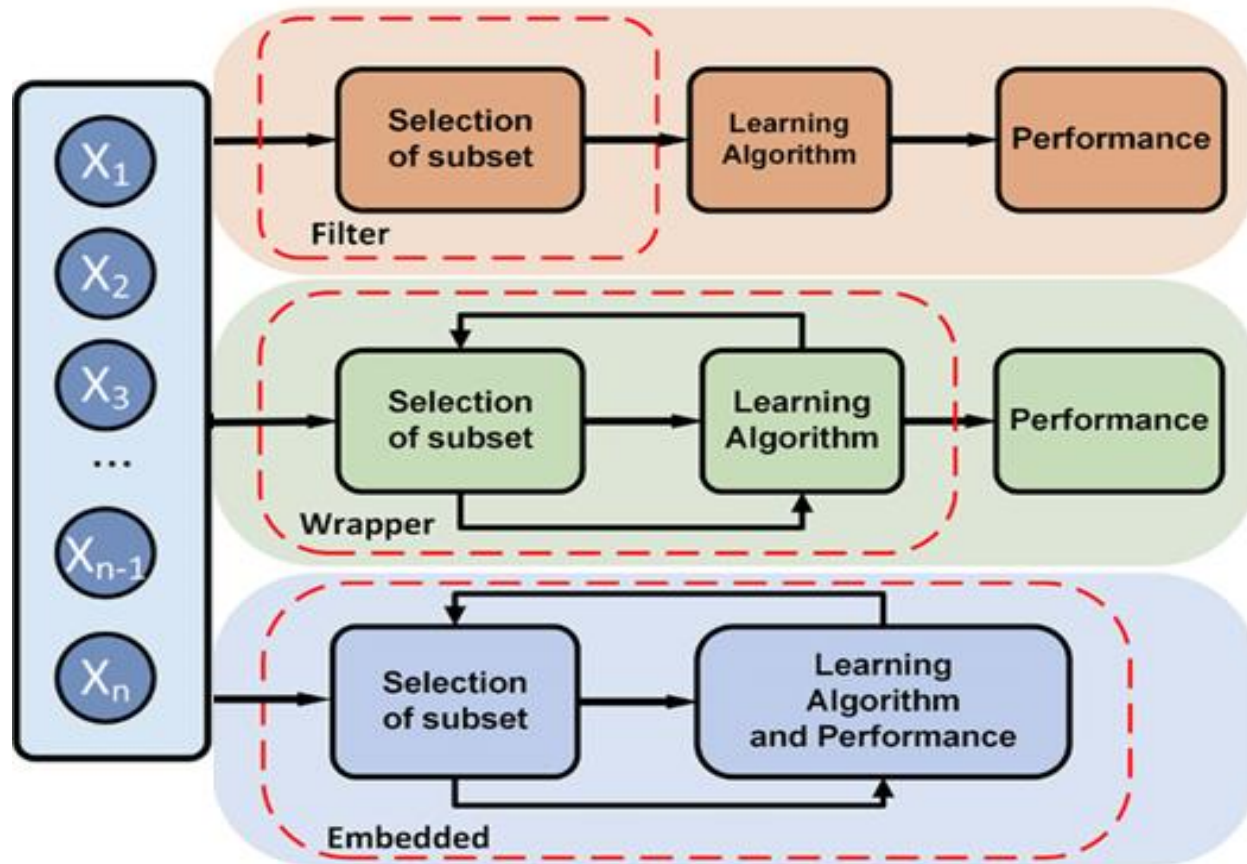 X1
X2
X3
...
Xn-1
Xn
Selection
of subset
Learning
Algorithm
Performance
Filter
Selection
of subset
Learning
Algorithm
Performance
Wrapper
Selection
of subset
Learning
Algorithm
and Performance
Embedded